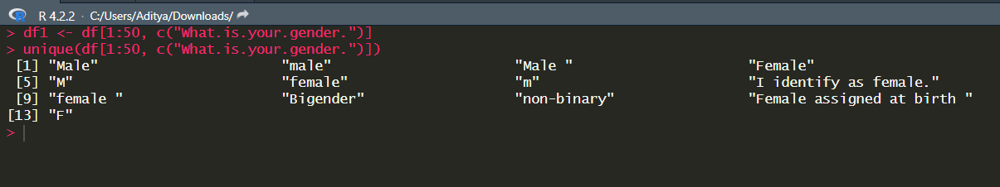 R 4.2.2 · C:/Users/Aditya/Downloads/
> df1 <- df[1:50, c("What.is.your.gender.")]
> unique(df[1:50, c("What.is.your.gender.")])
[1] "Male" "male" "Male " "Female"
[5] "M" "female" "m" "I identify as female."
[9] "female " "Bigender" "non-binary" "Female assigned at birth "
[13] "F"
>